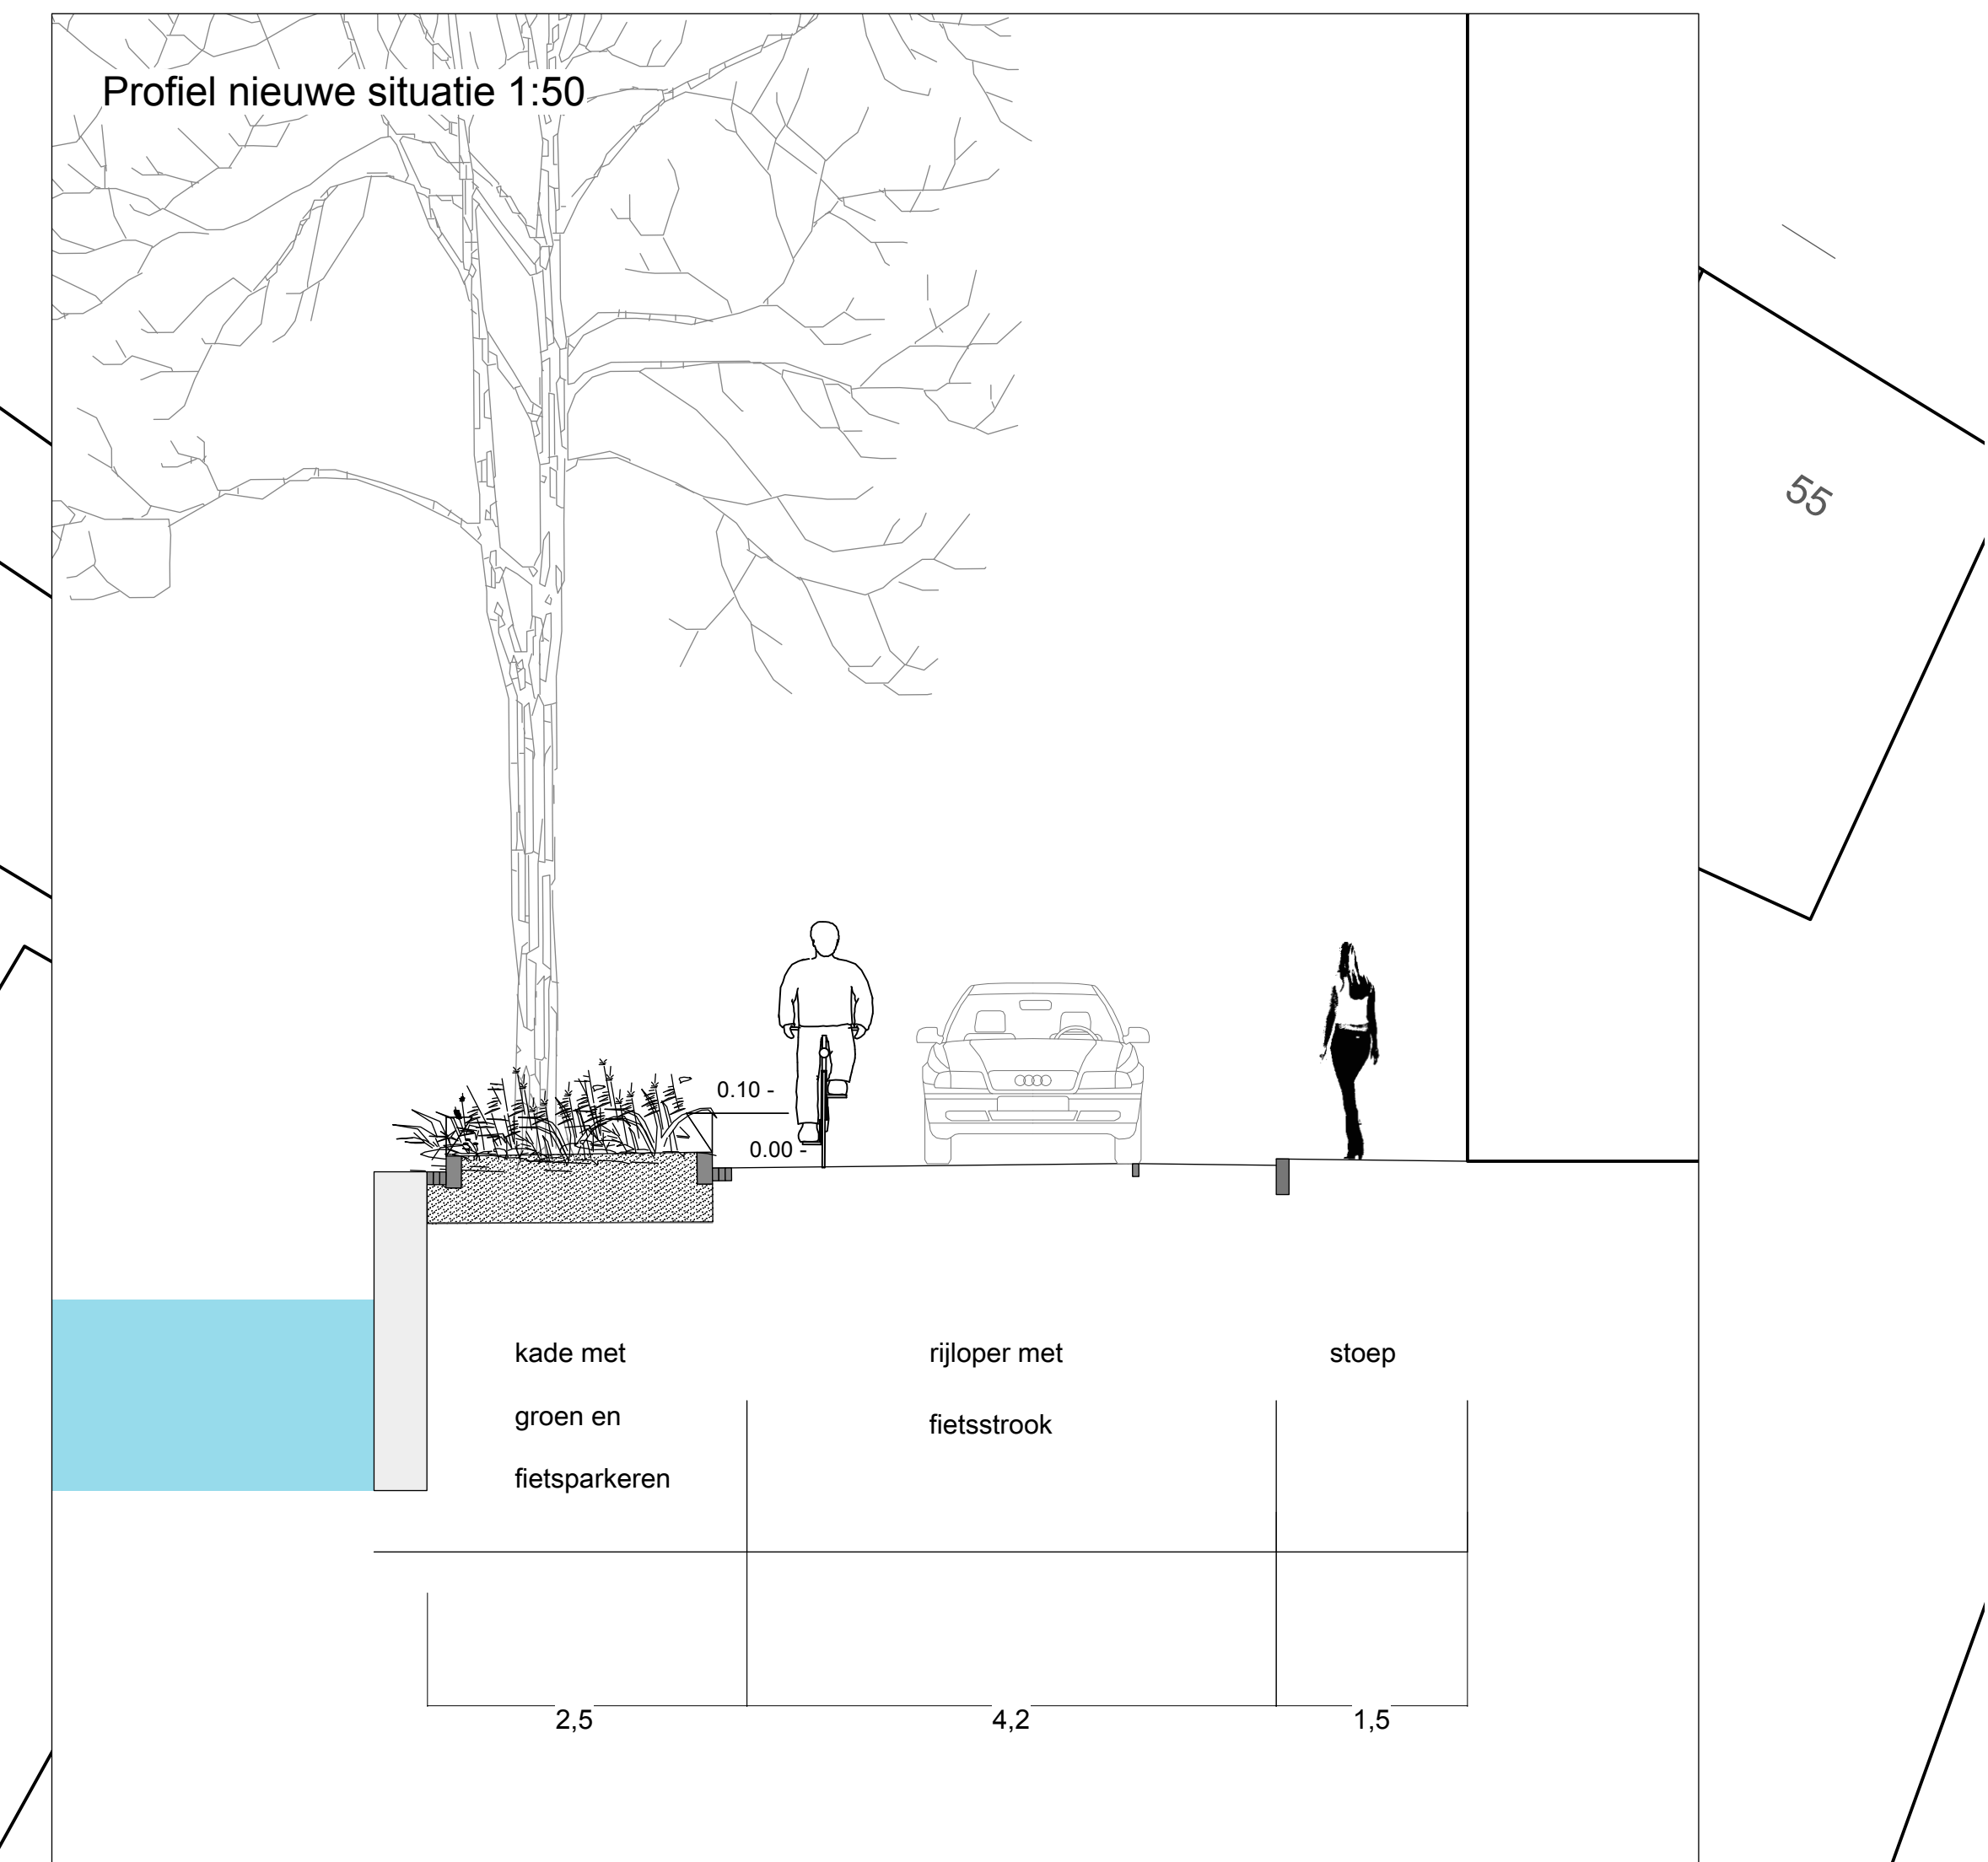 Profiel nieuwe situatie 1:50
55
0.10 -
0.00 -
kade met
groen en
fietsparkeren
rijloper met
fietsstrook
stoep
2,5
4,2
1,5